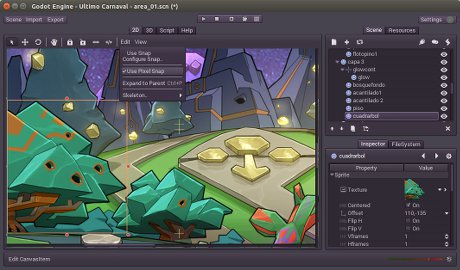 Godot Engine - Ultimo Carnaval - area_01.scn (*)
Scene Import Export
Settings
2D 3D Script Help
Scene Resources
Edit View
Use Snap
Configure Snap...
Use Pixel Snap
Expand to Parent Ctrl+P
Skeleton..
flotopino1
capa 3
glowcont
glow
bosquefondo
acantilado1
acantilado 2
piso
cuadrarbol
Inspector FileSystem
cuadrarbol
Property Value
Sprite
Texture
Centered On
Offset 110,-135
Flip H On
Flip V On
Vframes 1
Hframes 1
Edit CanvasItem